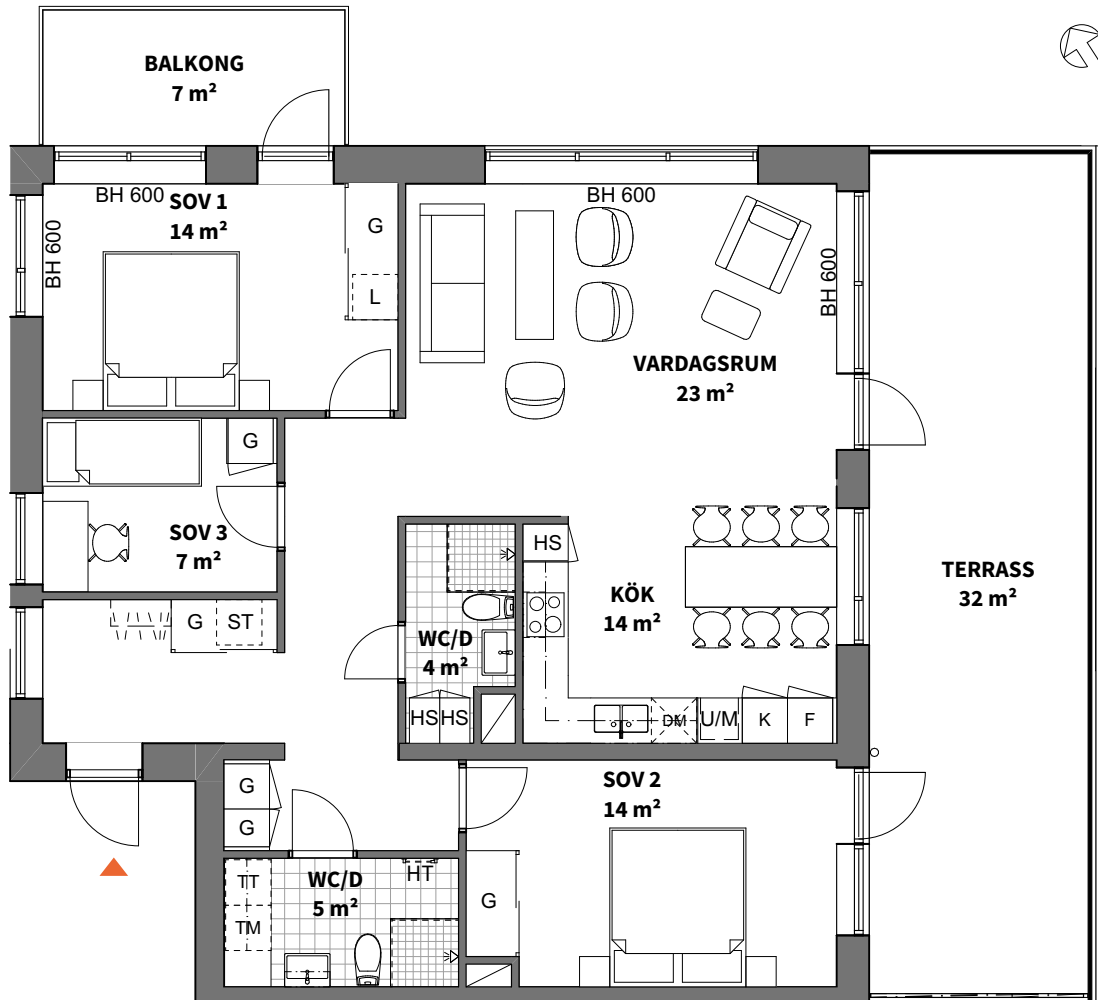 BALKONG
7 m²
BH 600
SOV 1
14 m²
BH 600
G
L
BH 600
BH 600
VARDAGSRUM
23 m²
G
SOV 3
7 m²
HS
KÖK
14 m²
TERRASS
32 m²
G
ST
WC/D
4 m²
HS
HS
DM
U/M
K
F
G
G
SOV 2
14 m²
TT
TM
WC/D
5 m²
HT
G